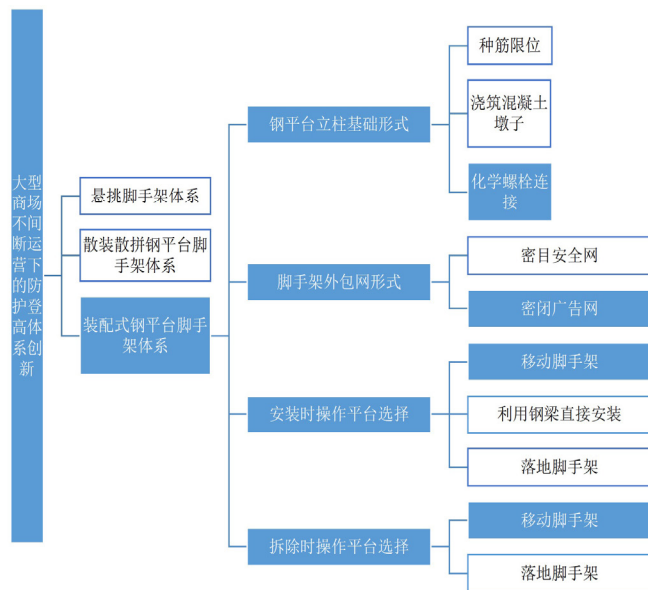 大型
商场
不间
断运
营下
的防
护登
高体
系创
新
悬挑脚手架体系
散装散拼钢平台脚
手架体系
装配式钢平台脚手
架体系
钢平台立柱基础形式
种筋限位
浇筑混凝土
墩子
化学螺栓连
接
脚手架外包网形式
密目安全网
密闭广告网
安装时操作平台选择
移动脚手架
利用钢梁直接安装
落地脚手架
拆除时操作平台选择
移动脚手架
落地脚手架